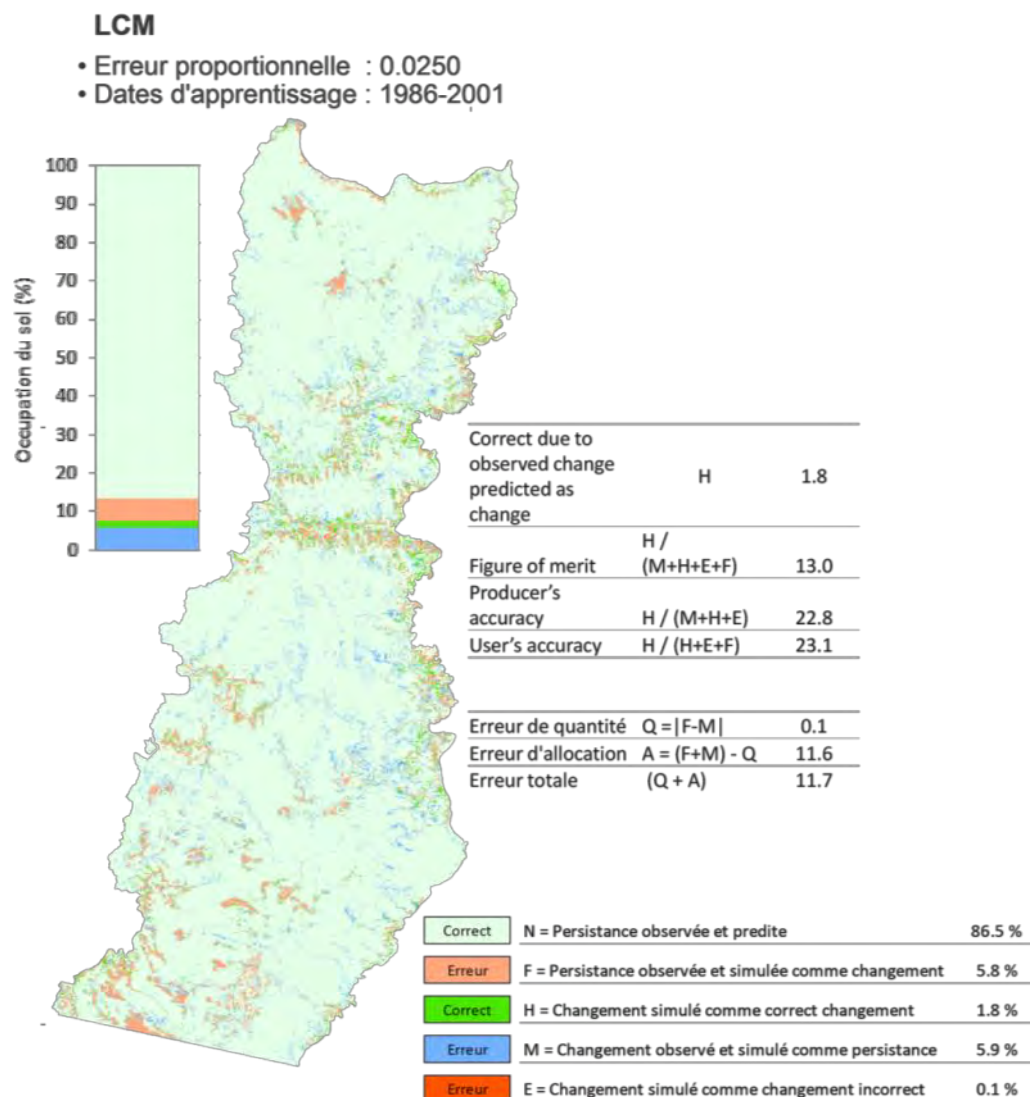 LCM
• Erreur proportionnelle : 0.0250
• Dates d'apprentissage : 1986-2001
100
90
80
70
60
50
40
30
20
10
0
Occupation du sol (%)
Correct due to
observed change
predicted as
change
H
1.8
Figure of merit
H /
(M+H+E+F)
13.0
Producer's
accuracy
H / (M+H+E)
22.8
User's accuracy
H / (H+E+F)
23.1
Erreur de quantité Q =|F-M| 0.1
Erreur d'allocation A = (F+M) - Q 11.6
Erreur totale (Q + A) 11.7
Correct N = Persistance observée et predite 86.5 %
Erreur F = Persistance observée et simulée comme changement 5.8 %
Correct H = Changement simulé comme correct changement 1.8 %
Erreur M = Changement observé et simulé comme persistance 5.9 %
Erreur E = Changement simulé comme changement incorrect 0.1 %